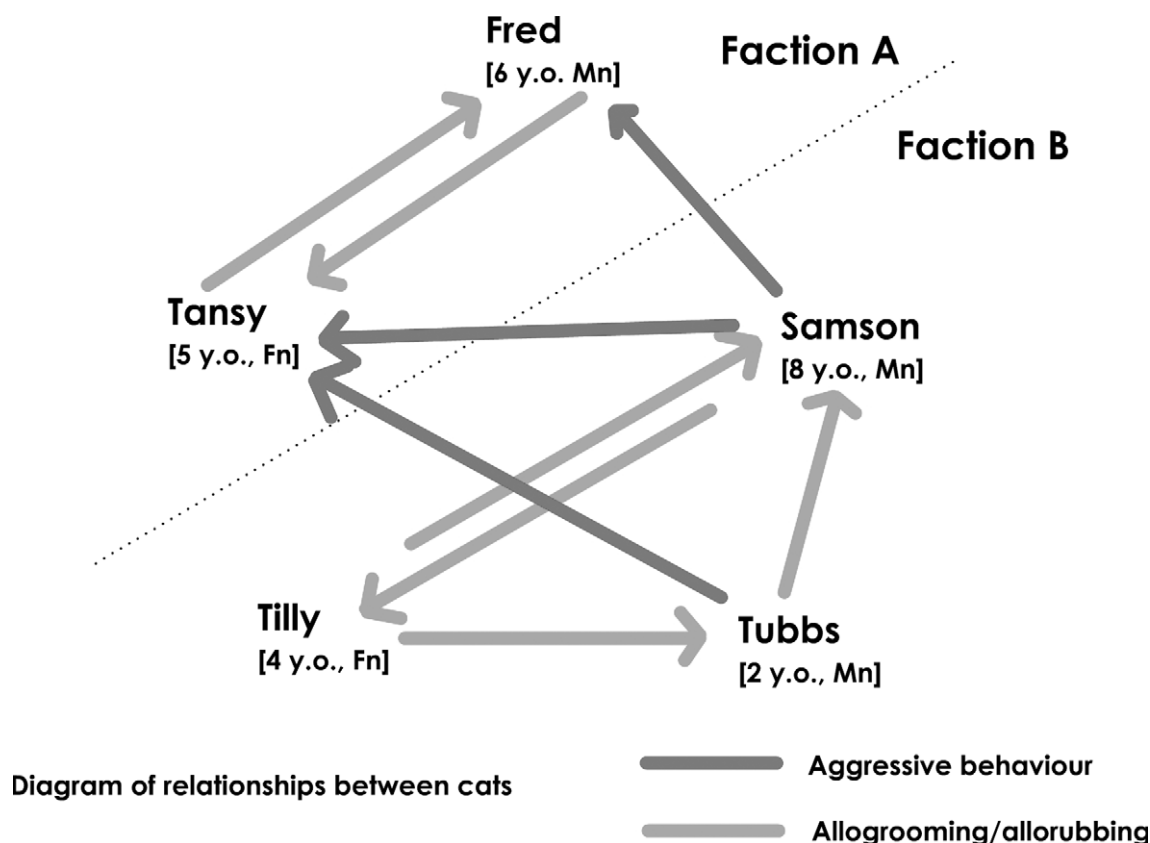 Fred
[6 y.o. Mn]
Faction A
Faction B
Tansy
[5 y.o., Fn]
Samson
[8 y.o., Mn]
Tilly
[4 y.o., Fn]
Tubbs
[2 y.o., Mn]
Diagram of relationships between cats
Aggressive behaviour
Allogrooming/allorubbing